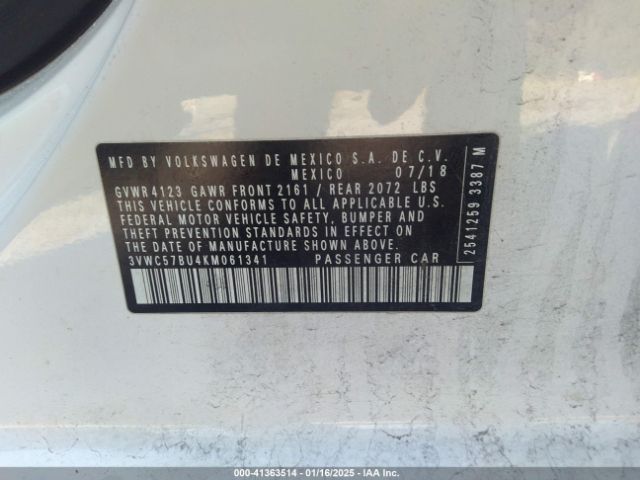 MFD BY VOLKSWAGEN DE MEXICO S.A. DE C.V.
MEXICO 07/18
GVWR 4123 GAWR FRONT 2161 / REAR 2072 LBS
THIS VEHICLE CONFORMS TO ALL APPLICABLE U.S.
FEDERAL MOTOR VEHICLE SAFETY, BUMPER AND
THEFT PREVENTION STANDARDS IN EFFECT ON
THE DATE OF MANUFACTURE SHOWN ABOVE.
3VWC57BU4KM061341 PASSENGER CAR
2541259 3387 M
000-41363514 - 01/16/2025 - IAA Inc.